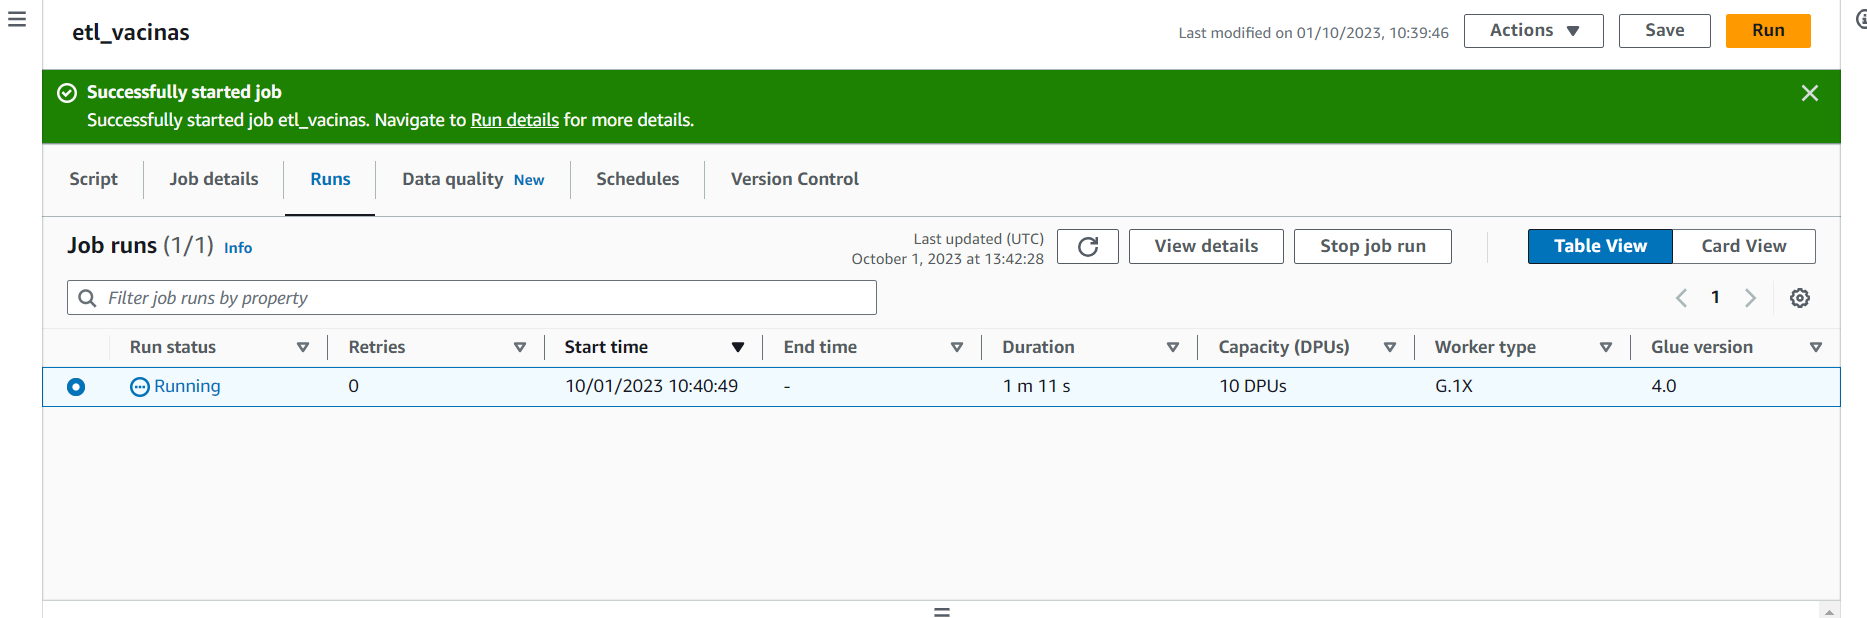 etl_vacinas
Last modified on 01/10/2023, 10:39:46
Actions
Save
Run
Successfully started job
Successfully started job etl_vacinas. Navigate to Run details for more details.
Script
Job details
Runs
Data quality New
Schedules
Version Control
Job runs (1/1) Info
Last updated (UTC)
October 1, 2023 at 13:42:28
View details
Stop job run
Table View
Card View
Filter job runs by property
1
Run status Retries Start time End time Duration Capacity (DPUs) Worker type Glue version
Running 0 10/01/2023 10:40:49 - 1 m 11 s 10 DPUs G.1X 4.0